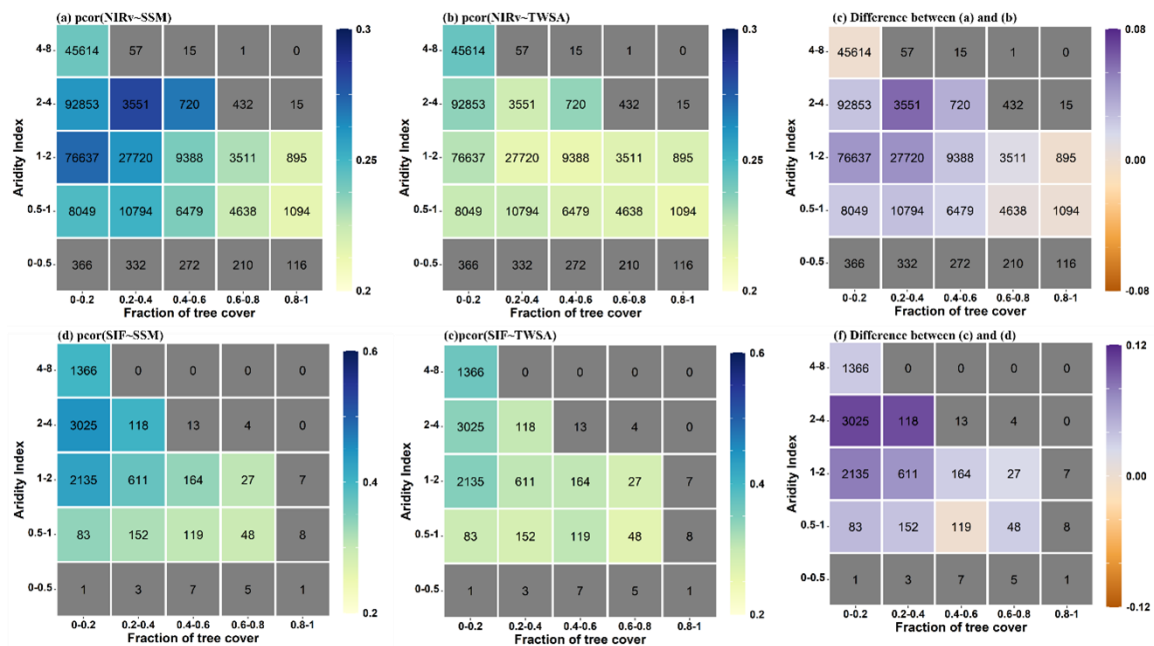 (a) pcor(NIRv~SSM)
Aridity Index
4-8 45614 57 15 1 0
2-4 92853 3551 720 432 15
1-2 76637 27720 9388 3511 895
0.5-1 8049 10794 6479 4638 1094
0-0.5 366 332 272 210 116
0-0.2 0.2-0.4 0.4-0.6 0.6-0.8 0.8-1
Fraction of tree cover
0.3
0.25
0.2
(b) pcor(NIRv~TWSA)
Aridity Index
4-8 45614 57 15 1 0
2-4 92853 3551 720 432 15
1-2 76637 27720 9388 3511 895
0.5-1 8049 10794 6479 4638 1094
0-0.5 366 332 272 210 116
0-0.2 0.2-0.4 0.4-0.6 0.6-0.8 0.8-1
Fraction of tree cover
0.3
0.25
0.2
(c) Difference between (a) and (b)
Aridity Index
4-8 45614 57 15 1 0
2-4 92853 3551 720 432 15
1-2 76637 27720 9388 3511 895
0.5-1 8049 10794 6479 4638 1094
0-0.5 366 332 272 210 116
0-0.2 0.2-0.4 0.4-0.6 0.6-0.8 0.8-1
Fraction of tree cover
0.08
0.00
-0.08
(d) pcor(SIF~SSM)
Aridity Index
4-8 1366 0 0 0 0
2-4 3025 118 13 4 0
1-2 2135 611 164 27 7
0.5-1 83 152 119 48 8
0-0.5 1 3 7 5 1
0-0.2 0.2-0.4 0.4-0.6 0.6-0.8 0.8-1
Fraction of tree cover
0.6
0.4
0.2
(e)pcor(SIF~TWSA)
Aridity Index
4-8 1366 0 0 0 0
2-4 3025 118 13 4 0
1-2 2135 611 164 27 7
0.5-1 83 152 119 48 8
0-0.5 1 3 7 5 1
0-0.2 0.2-0.4 0.4-0.6 0.6-0.8 0.8-1
Fraction of tree cover
0.6
0.4
0.2
(f) Difference between (c) and (d)
Aridity Index
4-8 1366 0 0 0 0
2-4 3025 118 13 4 0
1-2 2135 611 164 27 7
0.5-1 83 152 119 48 8
0-0.5 1 3 7 5 1
0-0.2 0.2-0.4 0.4-0.6 0.6-0.8 0.8-1
Fraction of tree cover
0.12
0.00
-0.12